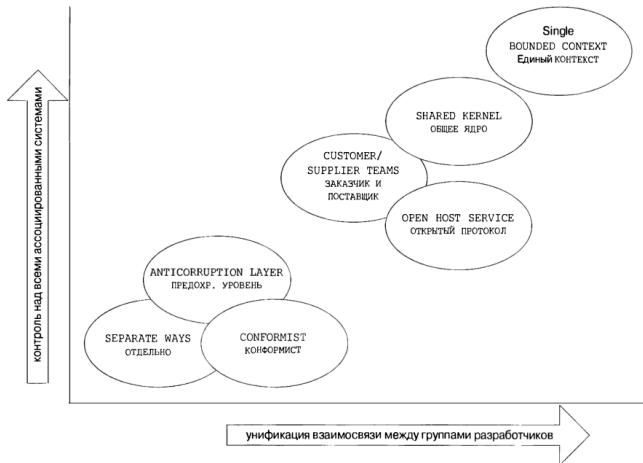 Single
BOUNDED CONTEXT
Единый КОНТЕКСТ
SHARED KERNEL
ОБЩЕЕ ЯДРО
CUSTOMER/
SUPPLIER TEAMS
ЗАКАЗЧИК И
ПОСТАВЩИК
OPEN HOST SERVICE
ОТКРЫТЫЙ ПРОТОКОЛ
ANTICORRUPTION LAYER
ПРЕДОХР. УРОВЕНЬ
SEPARATE WAYS
ОТДЕЛЬНО
CONFORMIST
КОНФОРМИСТ
контроль над всеми ассоциированными системами
унификация взаимосвязи между группами разработчиков